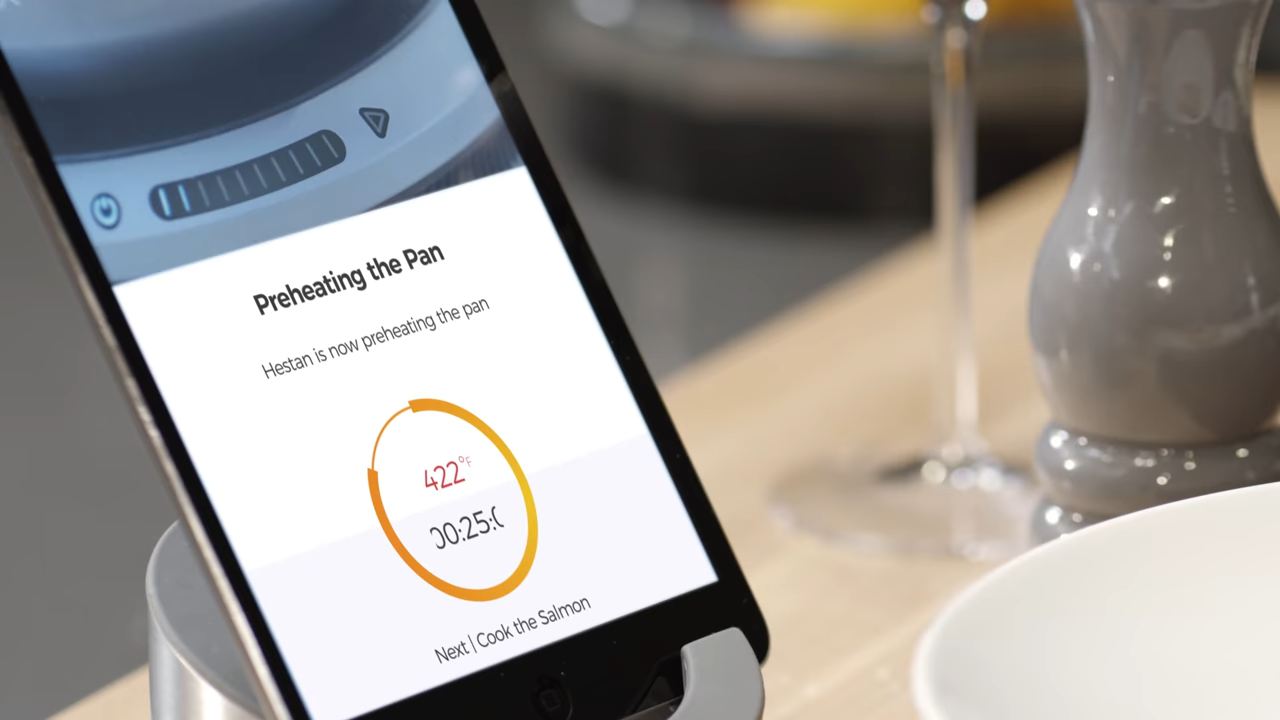 Preheating the Pan
Hestan is now preheating the pan
422°F
00:25:0
Next | Cook the Salmon